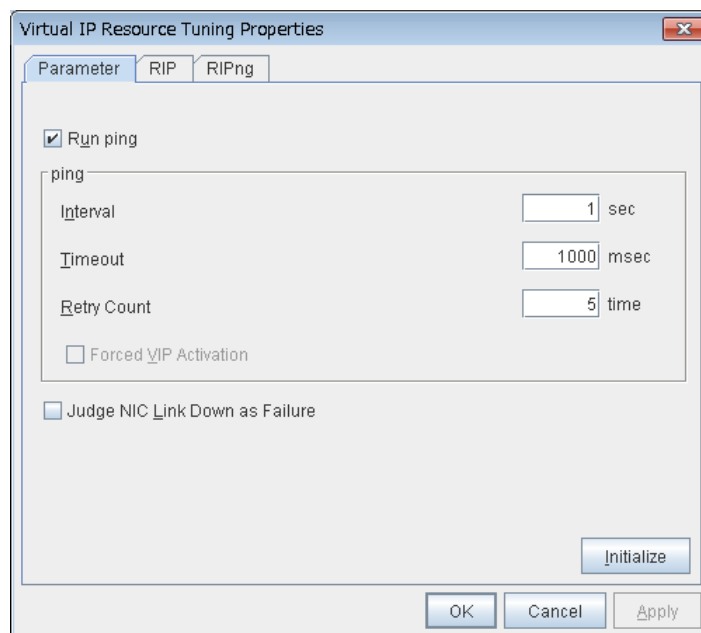 Virtual IP Resource Tuning Properties
Parameter RIP RIPng
Run ping
ping
Interval 1 sec
Timeout 1000 msec
Retry Count 5 time
Forced VIP Activation
Judge NIC Link Down as Failure
Initialize
OK Cancel Apply